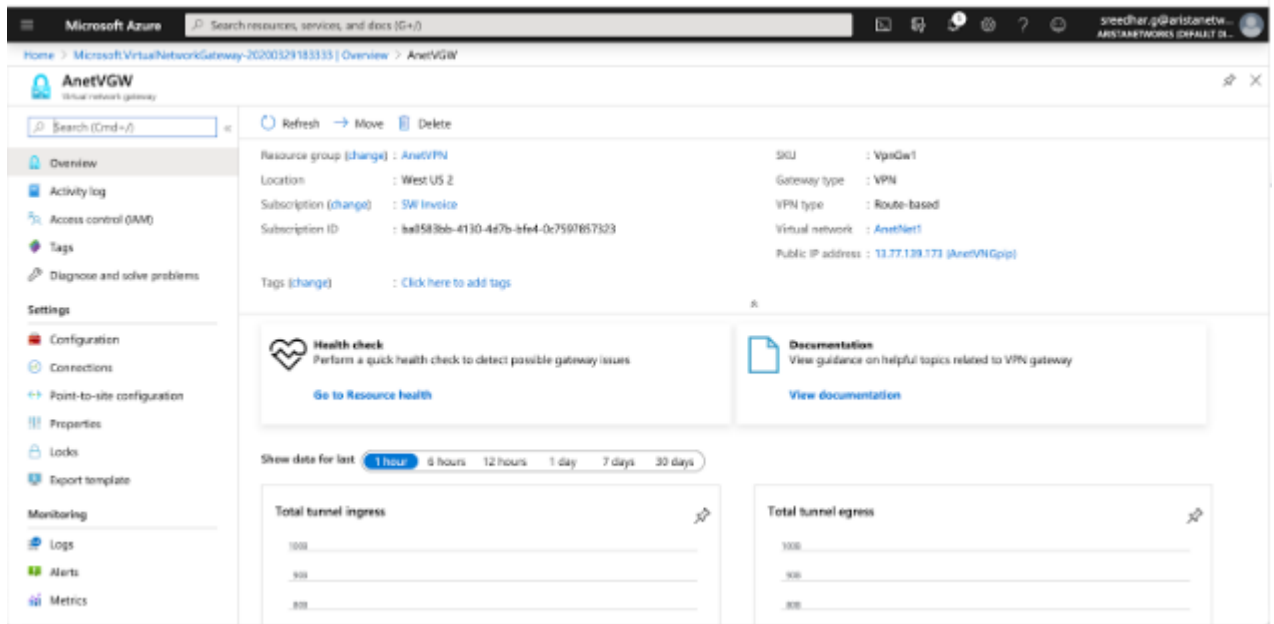 Microsoft Azure
Search resources, services, and docs (G+/)
sreedhar.g@aristanetw...
ARISTANETWORKS (DEFAULT DI...
Home > Microsoft.VirtualNetworkGateway-20200329183333 | Overview > AnetVGW
AnetVGW
Virtual network gateway
Search (Cmd+/)
«
Refresh
Move
Delete
Overview
Activity log
Access control (IAM)
Tags
Diagnose and solve problems
Settings
Configuration
Connections
Point-to-site configuration
Properties
Locks
Export template
Monitoring
Logs
Alerts
Metrics
Resource group (change) : AnetVPN
Location : West US 2
Subscription (change) : SW Invoice
Subscription ID : ba0583bb-4130-4d7b-bfe4-0c7597857323
Tags (change) : Click here to add tags
SKU : VpnGw1
Gateway type : VPN
VPN type : Route-based
Virtual network : AnetNet1
Public IP address : 13.77.139.173 (AnetVNGpip)
Health check
Perform a quick health check to detect possible gateway issues
Go to Resource health
Documentation
View guidance on helpful topics related to VPN gateway
View documentation
Show data for last 1 hour 6 hours 12 hours 1 day 7 days 30 days
Total tunnel ingress
100B
90B
80B
Total tunnel egress
100B
90B
80B